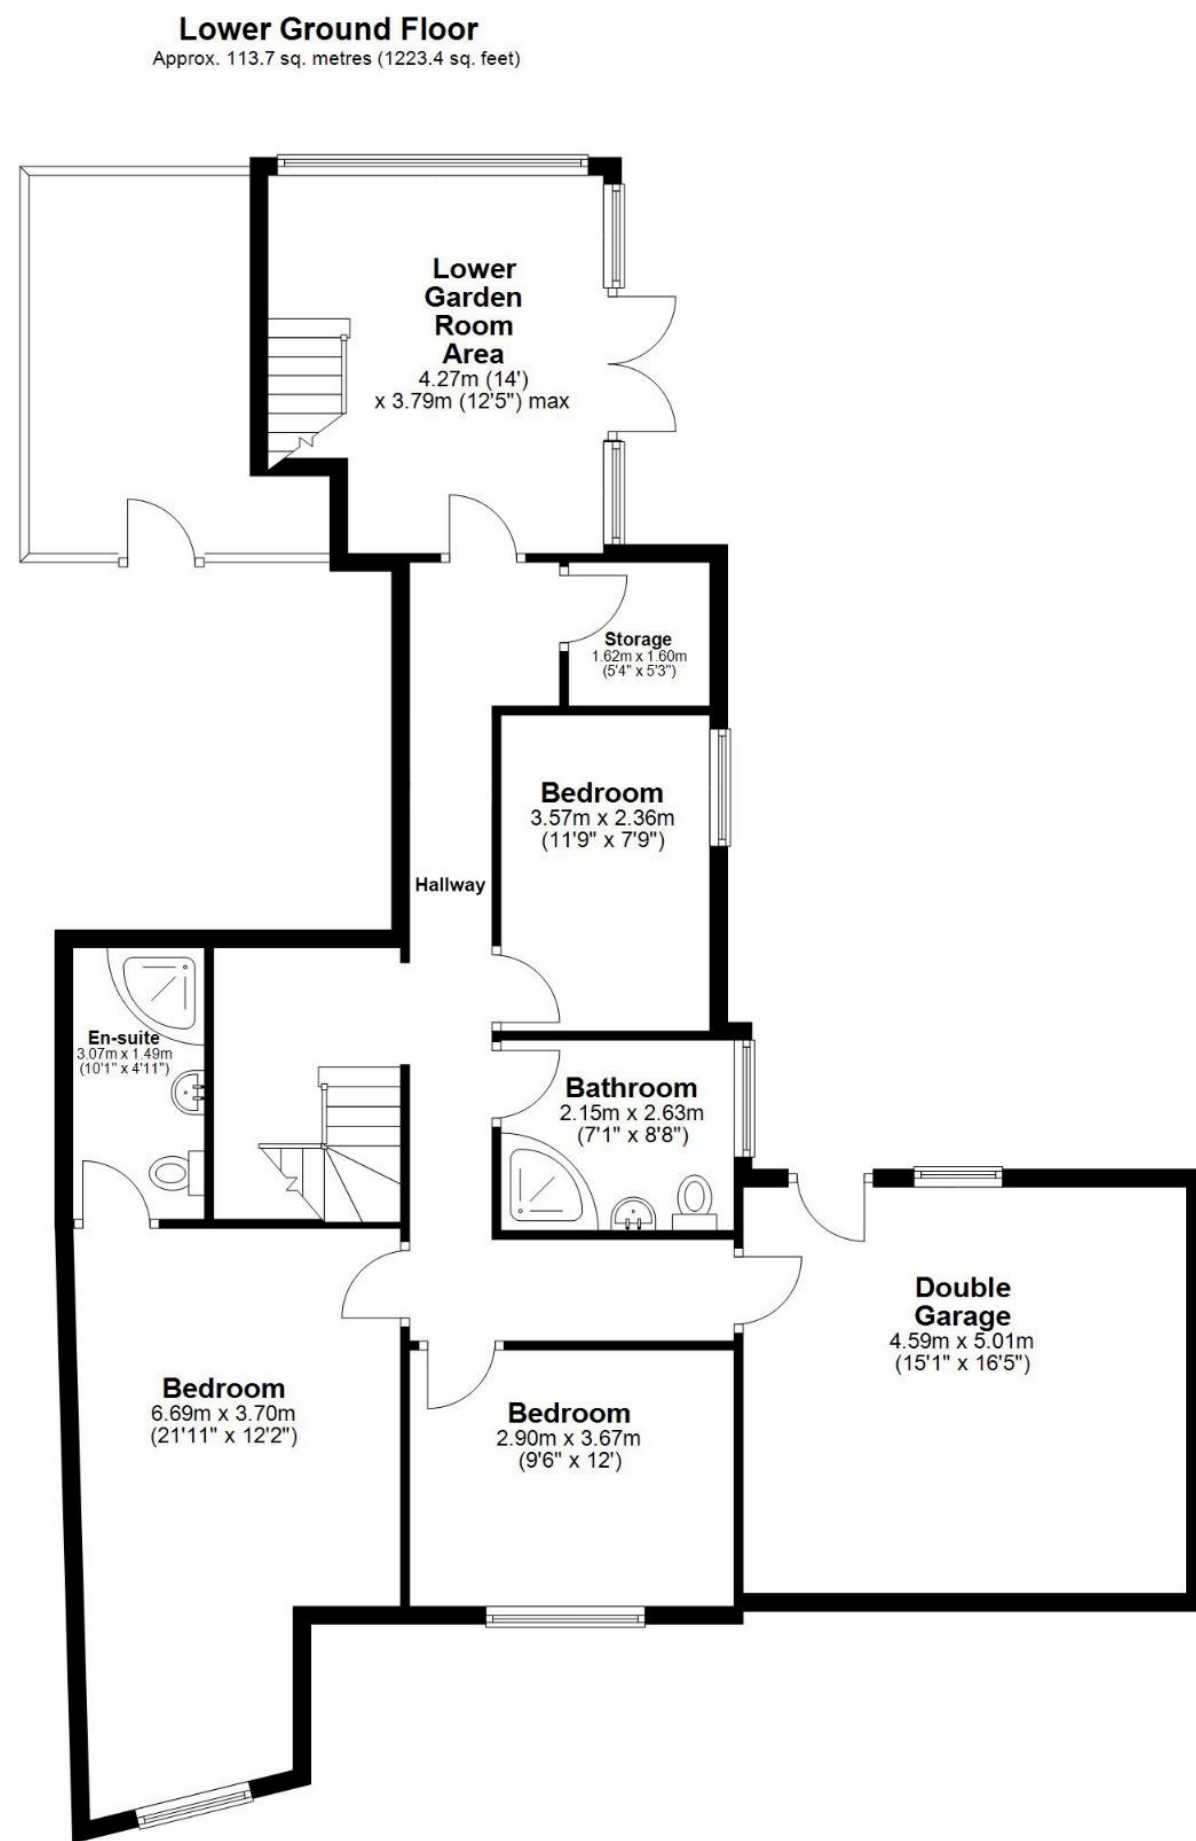 Lower Ground Floor
Approx. 113.7 sq. metres (1223.4 sq. feet)
Lower
Garden
Room
Area
4.27m (14')
x 3.79m (12'5") max
Storage
1.62m x 1.60m
(5'4" x 5'3")
Bedroom
3.57m x 2.36m
(11'9" x 7'9")
Hallway
En-suite
3.07m x 1.49m
(10'1" x 4'11")
Bathroom
2.15m x 2.63m
(7'1" x 8'8")
Double
Garage
4.59m x 5.01m
(15'1" x 16'5")
Bedroom
6.69m x 3.70m
(21'11" x 12'2")
Bedroom
2.90m x 3.67m
(9'6" x 12')